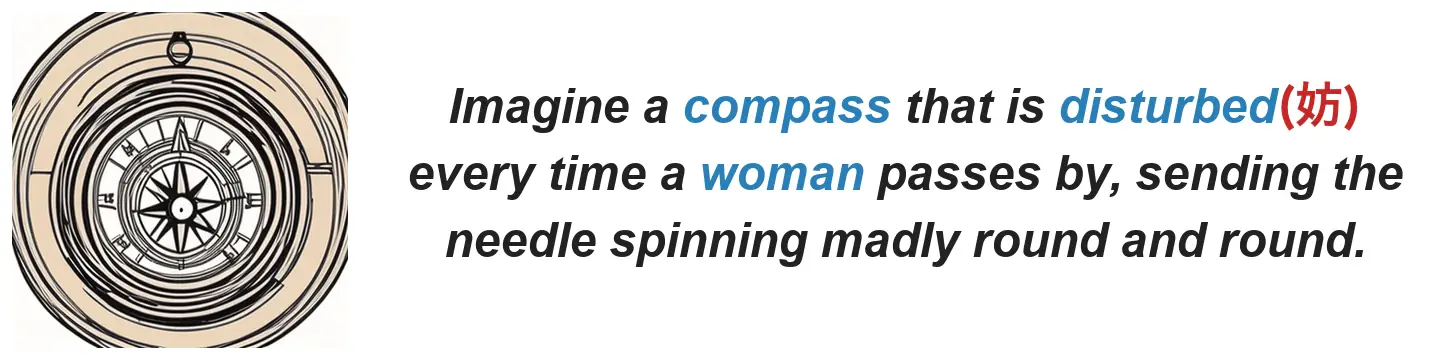 Imagine a compass that is disturbed(妨)
every time a woman passes by, sending the
needle spinning madly round and round.